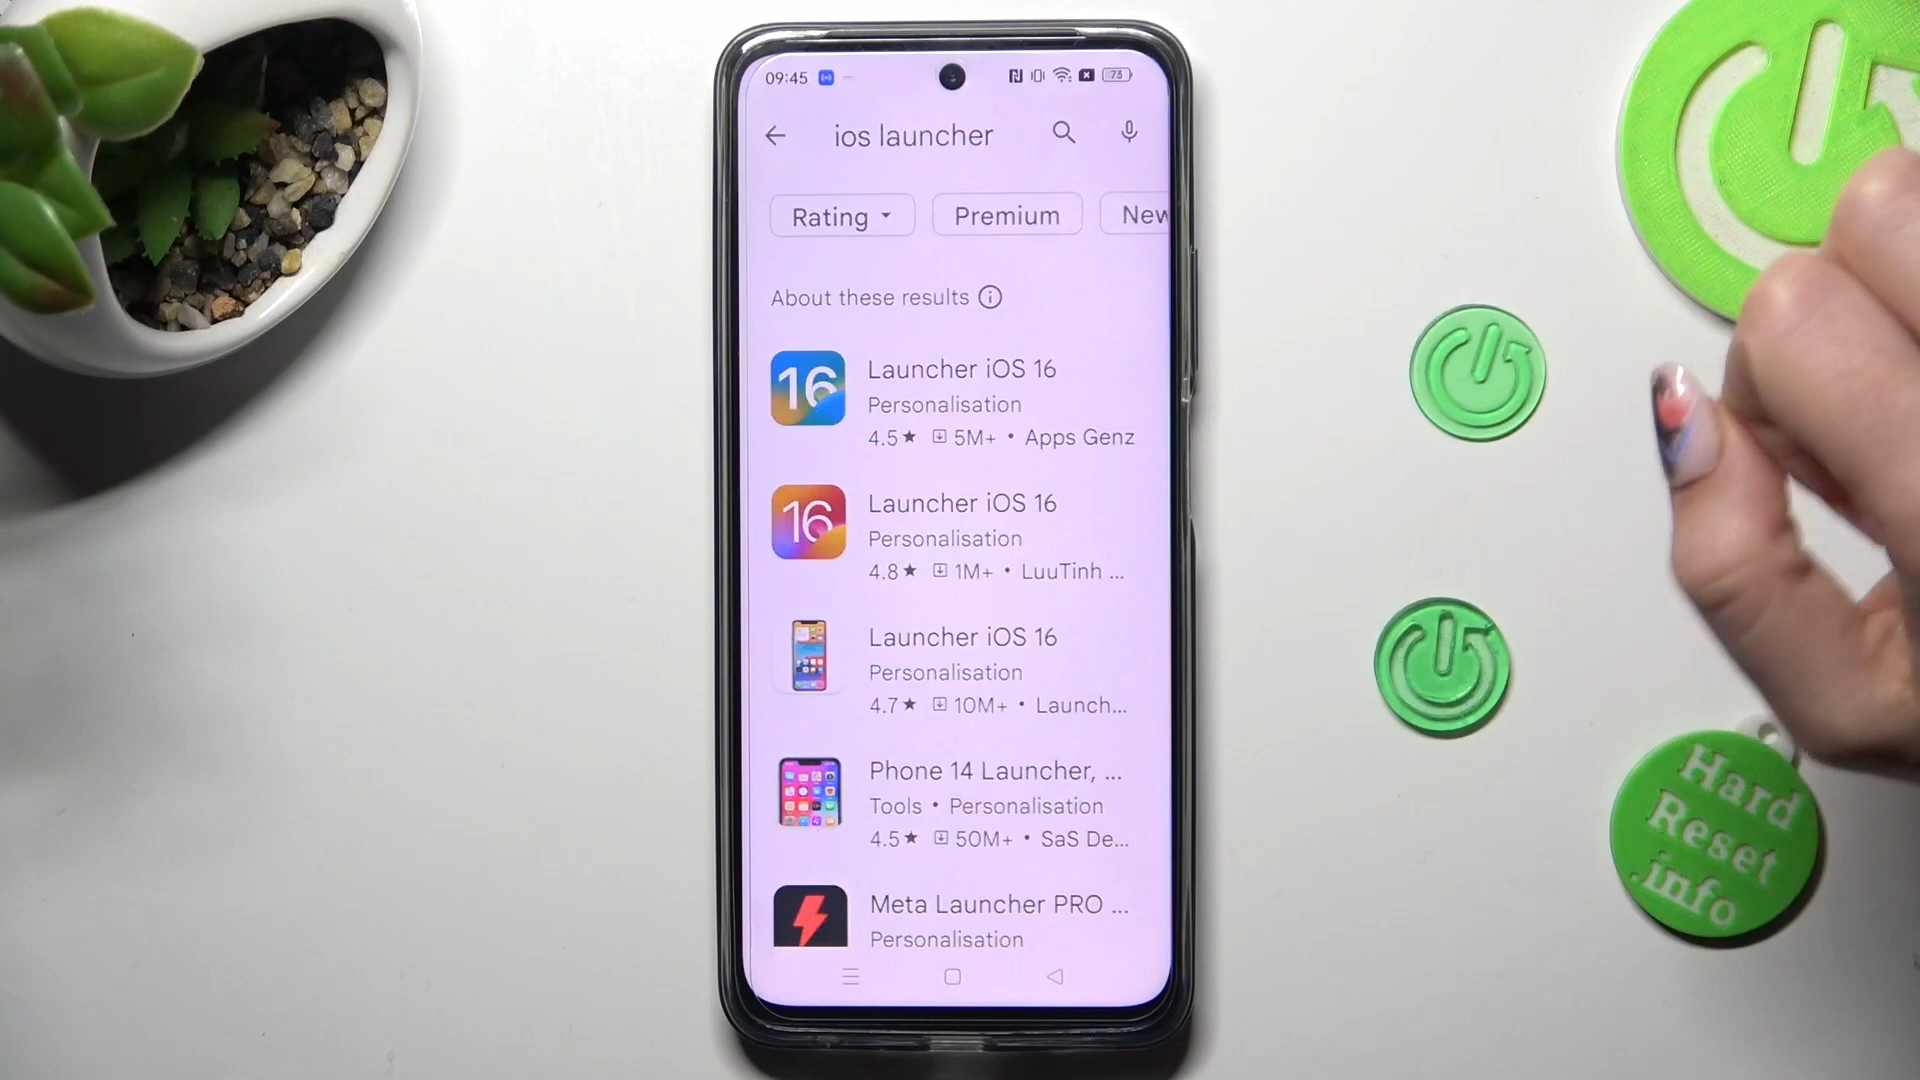 09:45
73
ios launcher
Rating
Premium
New
About these results
16
Launcher iOS 16
Personalisation
4.5★ 5M+ • Apps Genz
16
Launcher iOS 16
Personalisation
4.8★ 1M+ • LuuTinh ...
Launcher iOS 16
Personalisation
4.7★ 10M+ • Launch...
Phone 14 Launcher, ...
Tools • Personalisation
4.5★ 50M+ • SaS De...
Meta Launcher PRO ...
Personalisation
Hard
Reset
.info